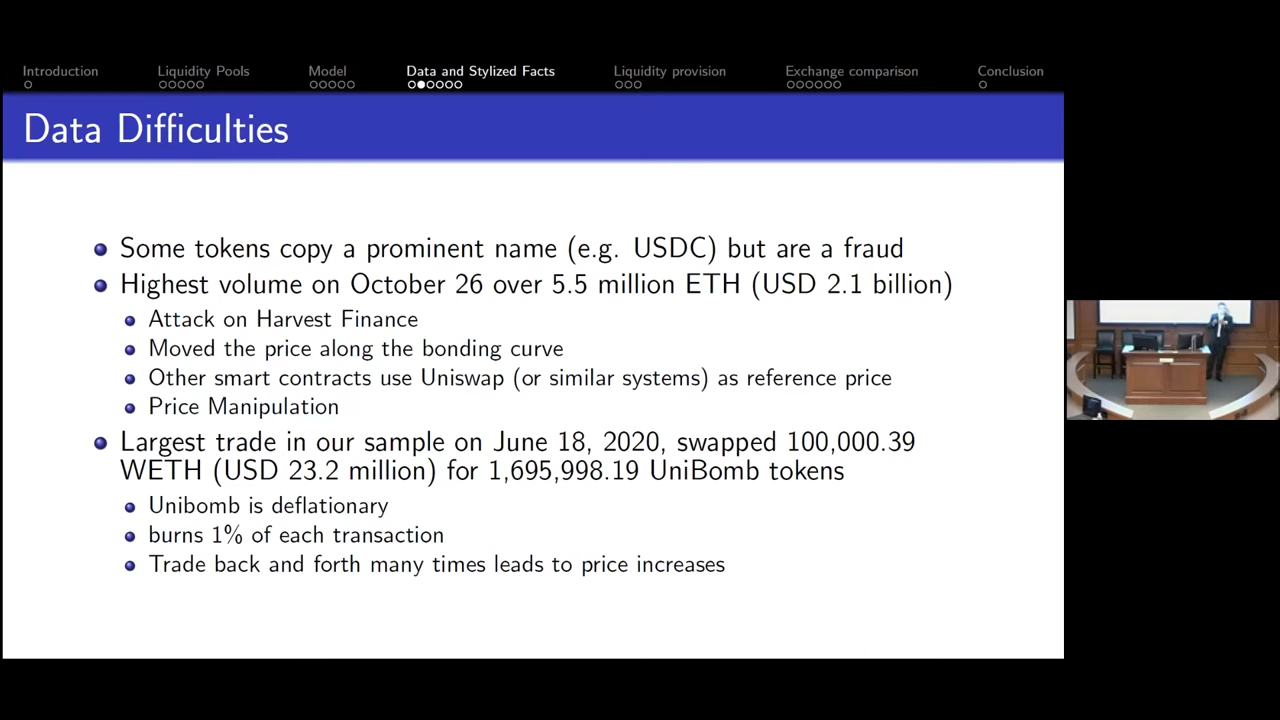 Introduction Liquidity Pools Model Data and Stylized Facts Liquidity provision Exchange comparison Conclusion
Data Difficulties
Some tokens copy a prominent name (e.g. USDC) but are a fraud
Highest volume on October 26 over 5.5 million ETH (USD 2.1 billion)
Attack on Harvest Finance
Moved the price along the bonding curve
Other smart contracts use Uniswap (or similar systems) as reference price
Price Manipulation
Largest trade in our sample on June 18, 2020, swapped 100,000.39
WETH (USD 23.2 million) for 1,695,998.19 UniBomb tokens
Unibomb is deflationary
burns 1% of each transaction
Trade back and forth many times leads to price increases